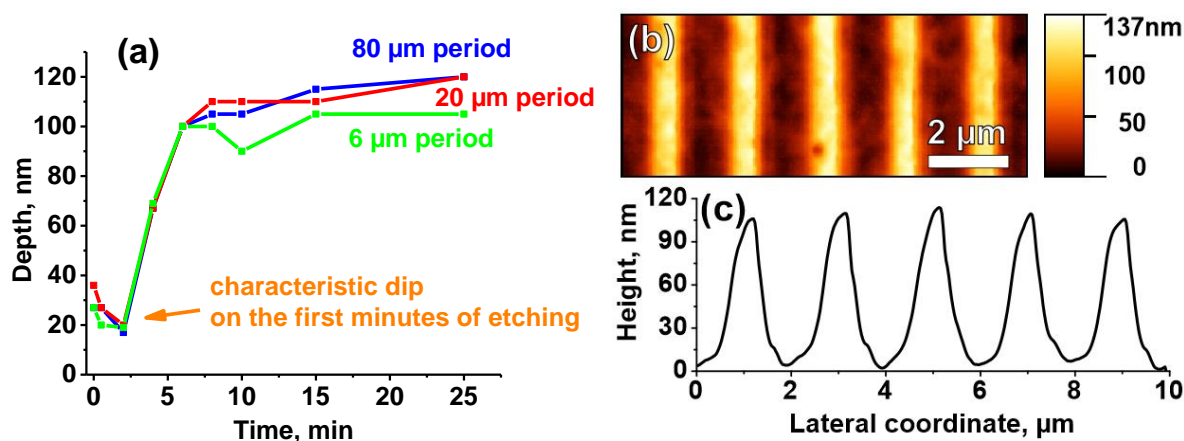 (a)
80 µm period
20 µm period
6 µm period
characteristic dip
on the first minutes of etching
Depth, nm
120
100
80
60
40
20
0
0 5 10 15 20 25
Time, min
(b)
2 µm
137nm
100
50
0
(c)
Height, nm
120
90
60
30
0
0 2 4 6 8 10
Lateral coordinate, µm